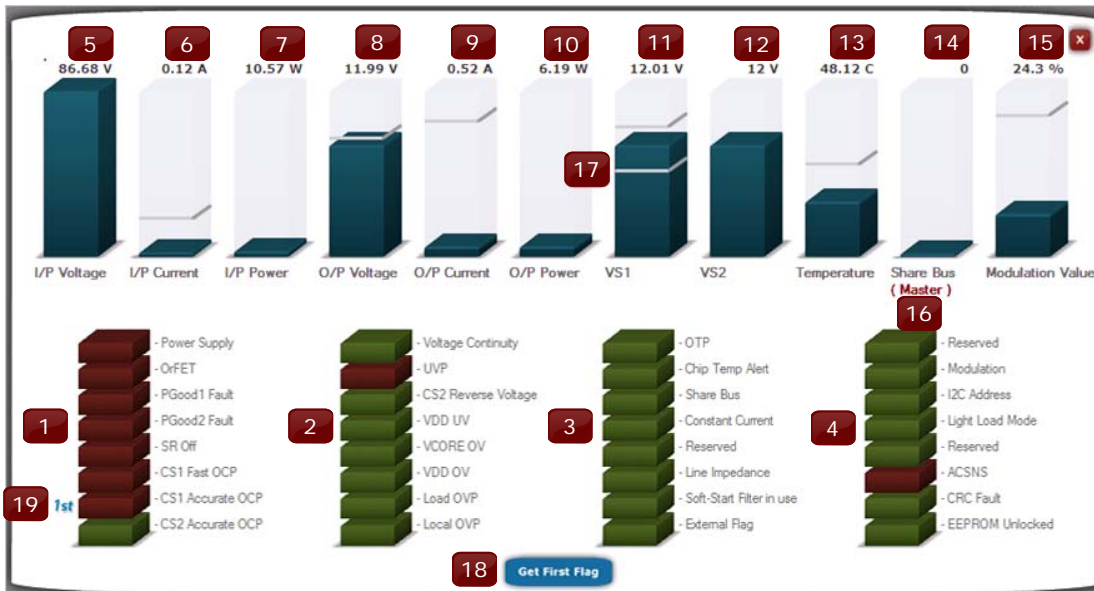 5 6 7 8 9 10 11 12 13 14 15 x
86.68 V 0.12 A 10.57 W 11.99 V 0.52 A 6.19 W 12.01 V 12 V 48.12 C 0 24.3 %
17
I/P Voltage I/P Current I/P Power O/P Voltage O/P Current O/P Power VS1 VS2 Temperature Share Bus Modulation Value
( Master )
16
1
- Power Supply
- OrFET
- PGood1 Fault
- PGood2 Fault
- SR Off
- CS1 Fast OCP
- CS1 Accurate OCP
- CS2 Accurate OCP
19 1st
2
- Voltage Continuity
- UVP
- CS2 Reverse Voltage
- VDD UV
- VCORE OV
- VDD OV
- Load OVP
- Local OVP
3
- OTP
- Chip Temp Alert
- Share Bus
- Constant Current
- Reserved
- Line Impedance
- Soft-Start Filter in use
- External Flag
4
- Reserved
- Modulation
- I2C Address
- Light Load Mode
- Reserved
- ACSNS
- CRC Fault
- EEPROM Unlocked
18 Get First Flag